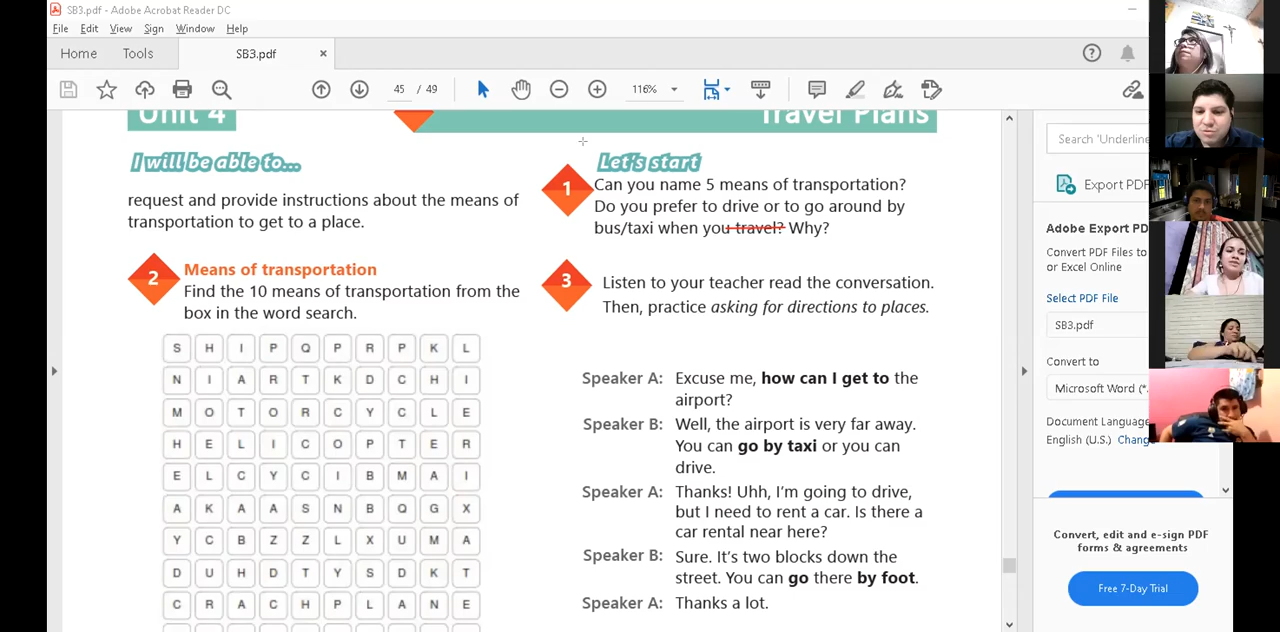 SB3.pdf - Adobe Acrobat Reader DC
File Edit View Sign Window Help
Home Tools SB3.pdf ×
45 / 49 116%
Unit 4 Travel Plans
I will be able to...
request and provide instructions about the means of
transportation to get to a place.
Let's start
1 Can you name 5 means of transportation?
Do you prefer to drive or to go around by
bus/taxi when you travel? Why?
2 Means of transportation
Find the 10 means of transportation from the
box in the word search.
S H I P Q P R P K L
N I A R T K D C H I
M O T O R C Y C L E
H E L I C O P T E R
E L C Y C I B M A I
A K A A S N B Q G X
Y C B Z Z L X U M A
D U H D T Y S D K T
C R A C H P L A N E
3 Listen to your teacher read the conversation.
Then, practice asking for directions to places.
Speaker A: Excuse me, how can I get to the
airport?
Speaker B: Well, the airport is very far away.
You can go by taxi or you can
drive.
Speaker A: Thanks! Uhh, I'm going to drive,
but I need to rent a car. Is there a
car rental near here?
Speaker B: Sure. It's two blocks down the
street. You can go there by foot.
Speaker A: Thanks a lot.
Search 'Underline
Export PDF
Adobe Export PD
Convert PDF Files to
or Excel Online
Select PDF File
SB3.pdf
Convert to
Microsoft Word (*.
Document Language
English (U.S.) Change
Convert, edit and e-sign PDF
forms & agreements
Free 7-Day Trial